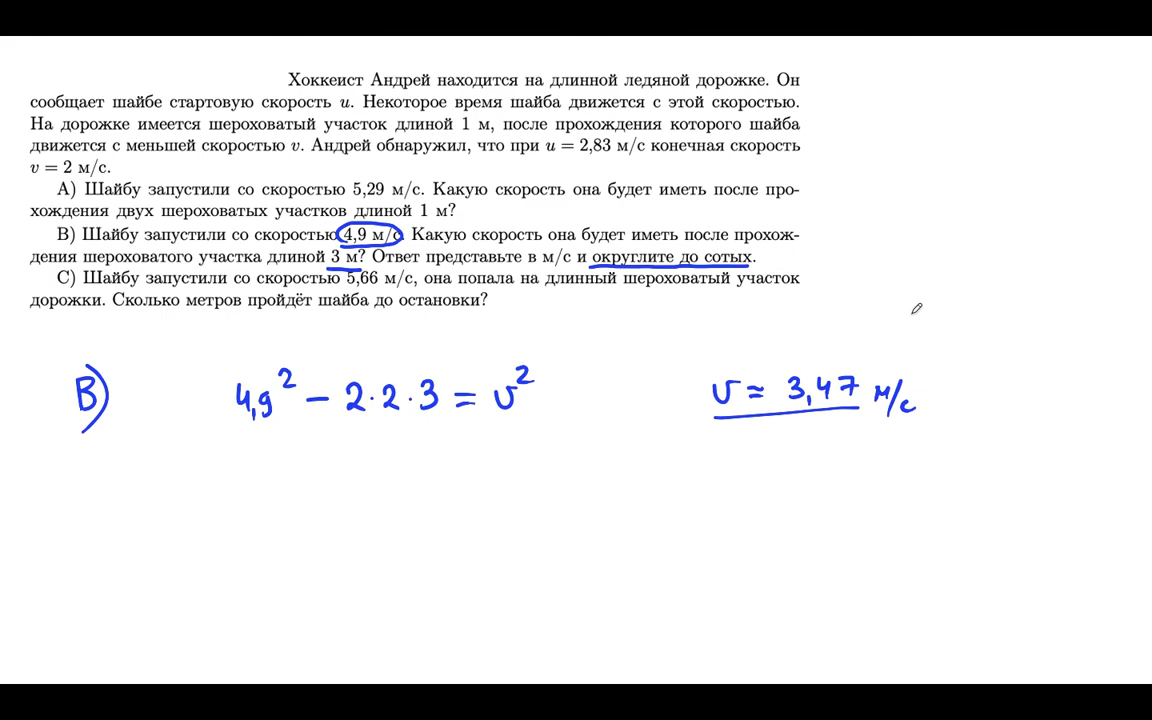 Хоккеист Андрей находится на длинной ледяной дорожке. Он
сообщает шайбе стартовую скорость u. Некоторое время шайба движется с этой скоростью.
На дорожке имеется шероховатый участок длиной 1 м, после прохождения которого шайба
движется с меньшей скоростью v. Андрей обнаружил, что при u = 2,83 м/с конечная скорость
v = 2 м/с.
А) Шайбу запустили со скоростью 5,29 м/с. Какую скорость она будет иметь после про-
хождения двух шероховатых участков длиной 1 м?
В) Шайбу запустили со скоростью 4,9 м/с. Какую скорость она будет иметь после прохож-
дения шероховатого участка длиной 3 м? Ответ представьте в м/с и округлите до сотых.
С) Шайбу запустили со скоростью 5,66 м/с, она попала на длинный шероховатый участок
дорожки. Сколько метров пройдёт шайба до остановки?
В) 4,9² − 2·2·3 = v² v ≈ 3,47 м/с